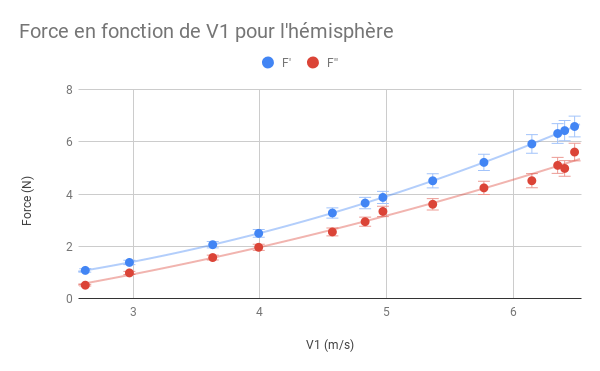 Force en fonction de V1 pour l'hémisphère
F' F"
Force (N)
8
6
4
2
0
3 4 5 6
V1 (m/s)